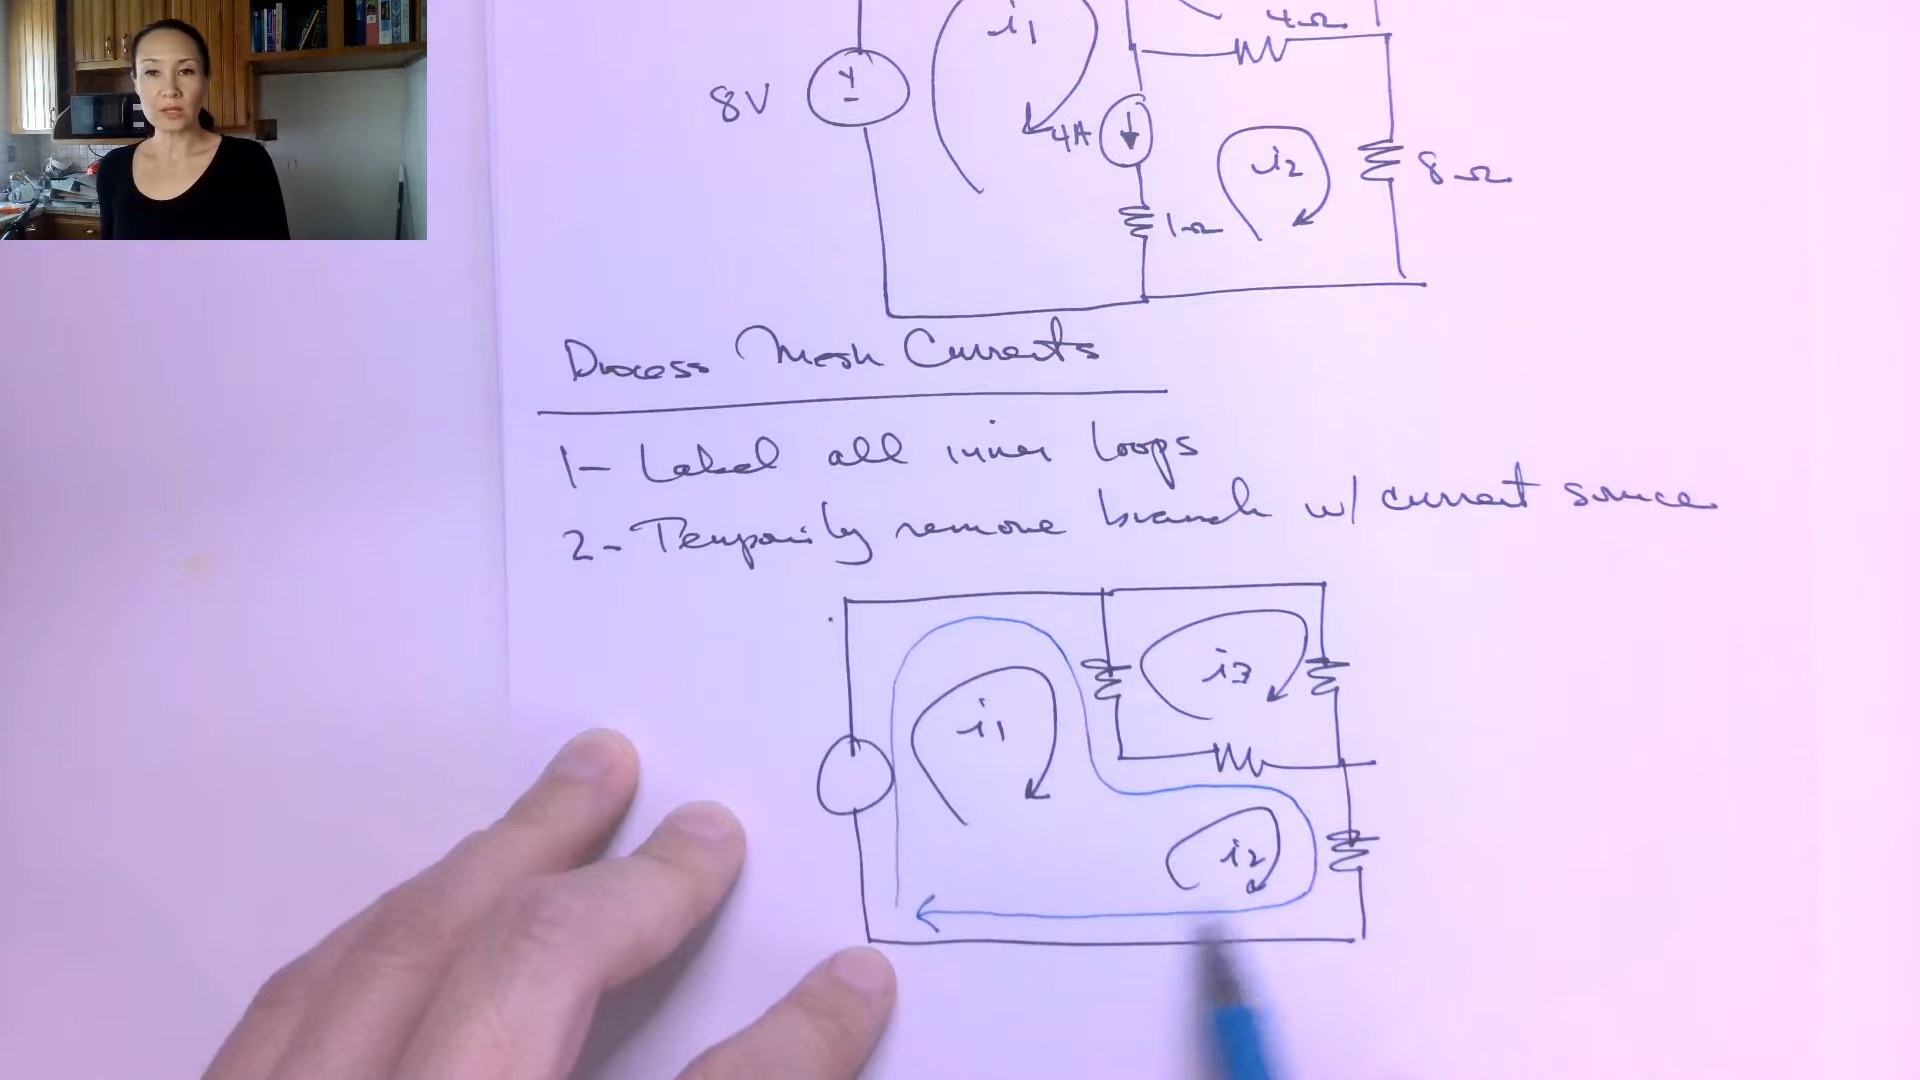 i1
4Ω
8V
+
-
4A
i2
8Ω
1Ω
Process Mesh Currents
1- Label all inner loops
2- Temporarily remove branch w/ current source
i3
i1
i2